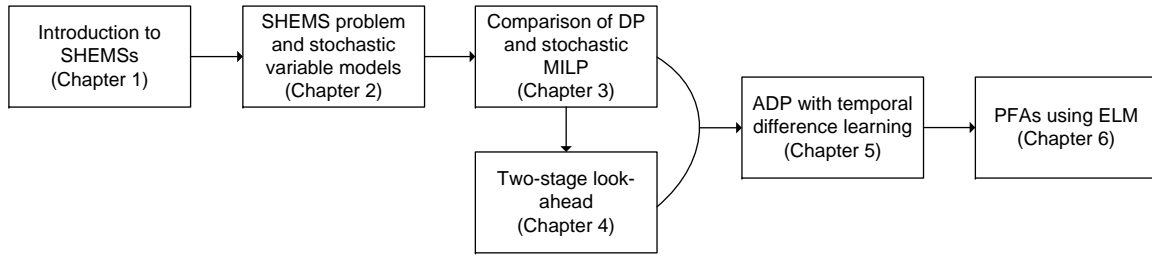 Introduction to
SHEMSs
(Chapter 1)
SHEMS problem
and stochastic
variable models
(Chapter 2)
Comparison of DP
and stochastic
MILP
(Chapter 3)
Two-stage look-
ahead
(Chapter 4)
ADP with temporal
difference learning
(Chapter 5)
PFAs using ELM
(Chapter 6)